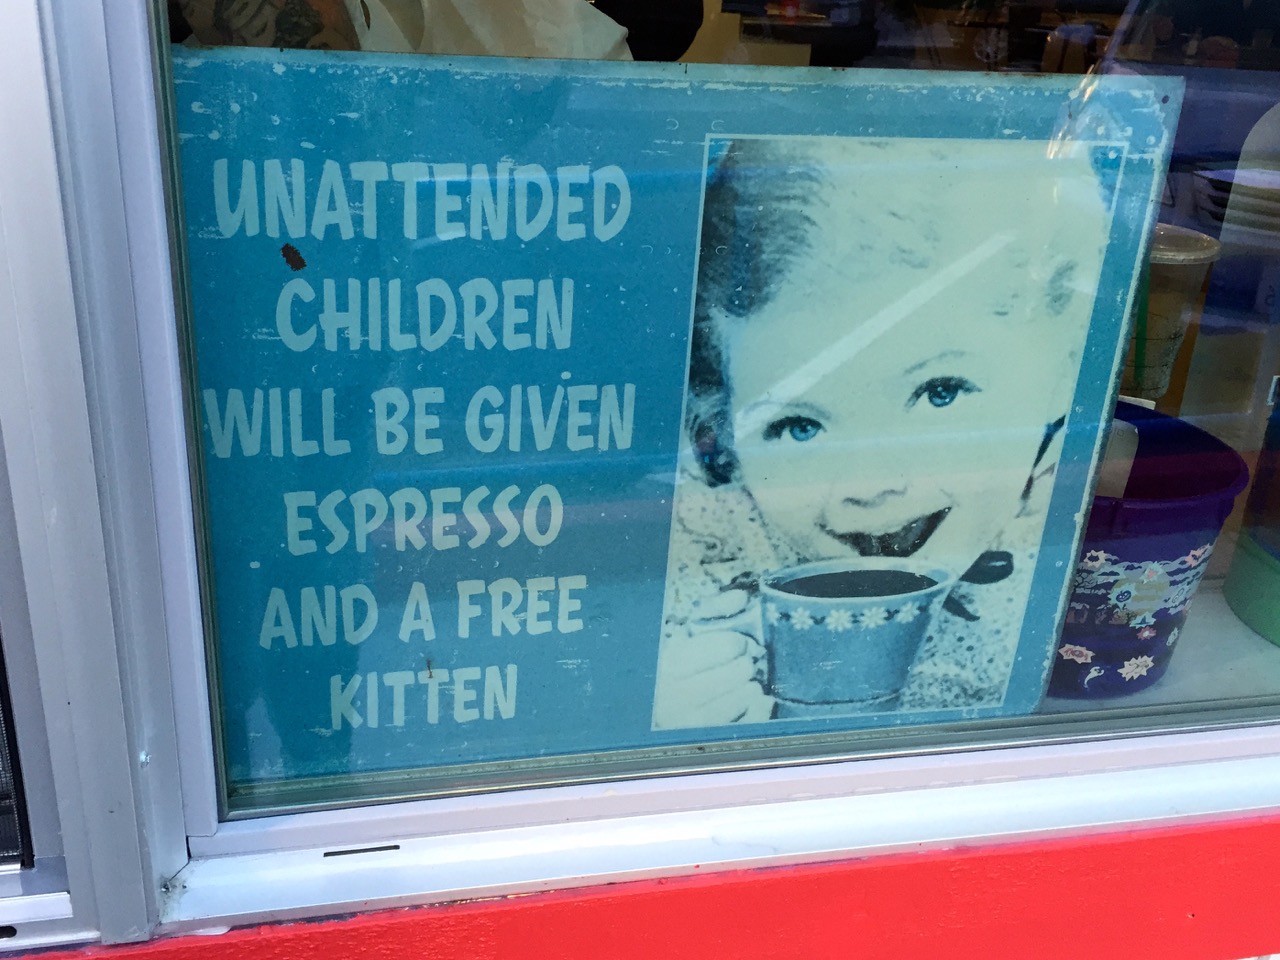 UNATTENDED
CHILDREN
WILL BE GIVEN
ESPRESSO
AND A FREE
KITTEN